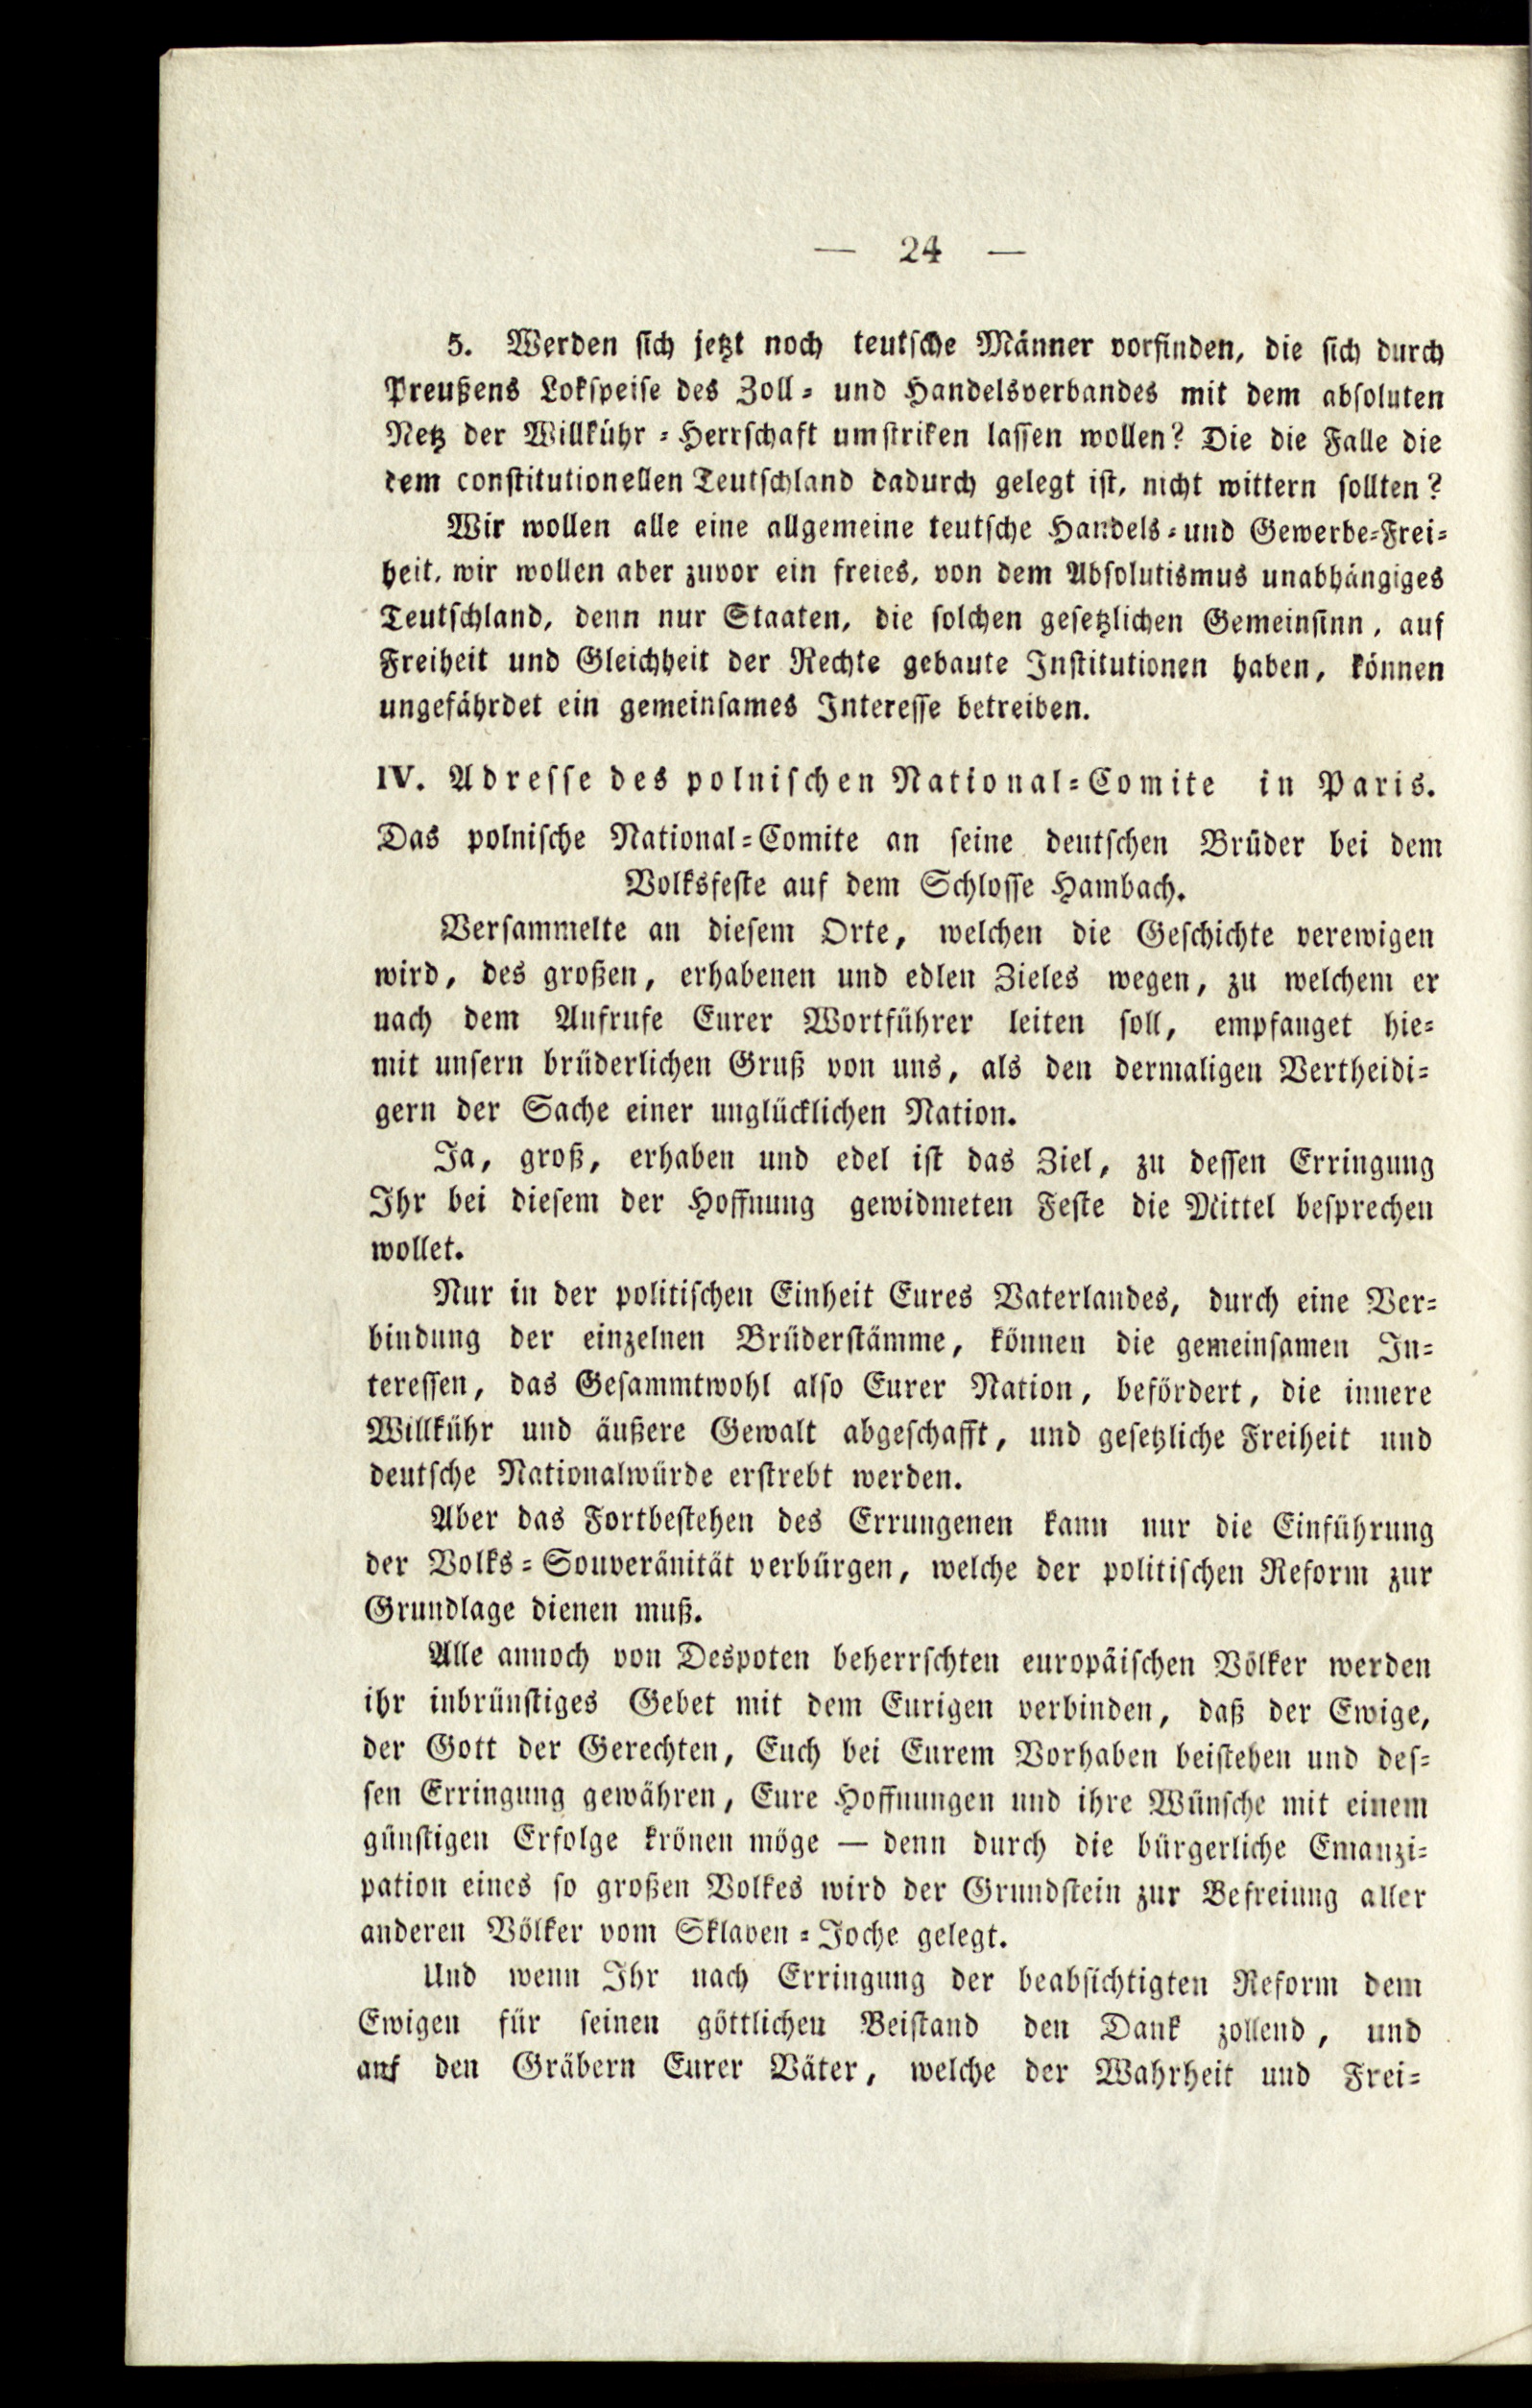 — 24 —
5. Werden sich jetzt noch teutsche Männer vorfinden, die sich durch
Preußens Lokspeise des Zoll- und Handelsverbandes mit dem absoluten
Netz der Willkühr-Herrschaft umstriken lassen wollen? Die die Falle die
dem constitutionellen Teutschland dadurch gelegt ist, nicht wittern sollten?
Wir wollen alle eine allgemeine teutsche Handels- und Gewerbe-Frei-
heit, wir wollen aber zuvor ein freies, von dem Absolutismus unabhängiges
Teutschland, denn nur Staaten, die solchen gesetzlichen Gemeinsinn, auf
Freiheit und Gleichheit der Rechte gebaute Institutionen haben, können
ungefährdet ein gemeinsames Interesse betreiben.
IV. Adresse des polnischen National-Comite in Paris.
Das polnische National-Comite an seine deutschen Brüder bei dem
Volksfeste auf dem Schlosse Hambach.
Versammelte an diesem Orte, welchen die Geschichte verewigen
wird, des großen, erhabenen und edlen Zieles wegen, zu welchem er
nach dem Aufrufe Eurer Wortführer leiten soll, empfanget hie-
mit unsern brüderlichen Gruß von uns, als den dermaligen Vertheidi-
gern der Sache einer unglücklichen Nation.
Ja, groß, erhaben und edel ist das Ziel, zu dessen Erringung
Ihr bei diesem der Hoffnung gewidmeten Feste die Mittel besprechen
wollet.
Nur in der politischen Einheit Eures Vaterlandes, durch eine Ver-
bindung der einzelnen Brüderstämme, können die gemeinsamen In-
teressen, das Gesammtwohl also Eurer Nation, befördert, die innere
Willkühr und äußere Gewalt abgeschafft, und gesetzliche Freiheit und
deutsche Nationalwürde erstrebt werden.
Aber das Fortbestehen des Errungenen kann nur die Einführung
der Volks-Souveränität verbürgen, welche der politischen Reform zur
Grundlage dienen muß.
Alle annoch von Despoten beherrschten europäischen Völker werden
ihr inbrünstiges Gebet mit dem Eurigen verbinden, daß der Ewige,
der Gott der Gerechten, Euch bei Eurem Vorhaben beistehen und des-
sen Erringung gewähren, Eure Hoffnungen und ihre Wünsche mit einem
günstigen Erfolge krönen möge — denn durch die bürgerliche Emanzi-
pation eines so großen Volkes wird der Grundstein zur Befreiung aller
anderen Völker vom Sklaven-Joche gelegt.
Und wenn Ihr nach Erringung der beabsichtigten Reform dem
Ewigen für seinen göttlichen Beistand den Dank zollend, und
auf den Gräbern Eurer Väter, welche der Wahrheit und Frei-